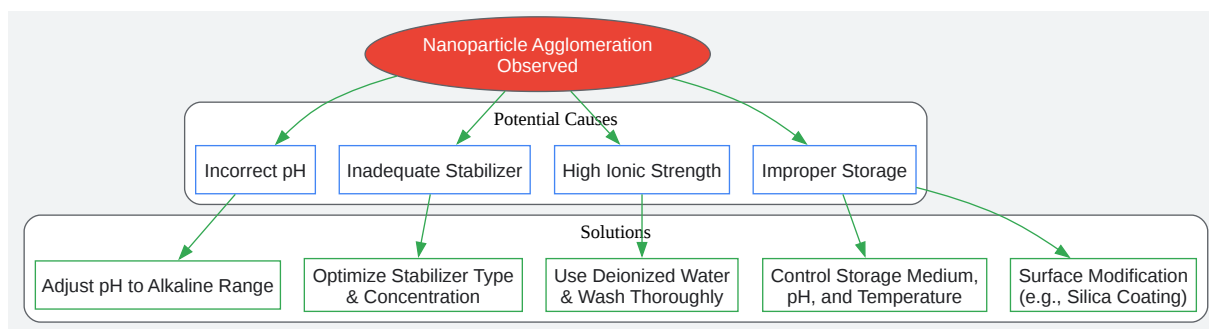 Nanoparticle Agglomeration
Observed
Potential Causes
Incorrect pH
Inadequate Stabilizer
High Ionic Strength
Improper Storage
Solutions
Adjust pH to Alkaline Range
Optimize Stabilizer Type
& Concentration
Use Deionized Water
& Wash Thoroughly
Control Storage Medium,
pH, and Temperature
Surface Modification
(e.g., Silica Coating)